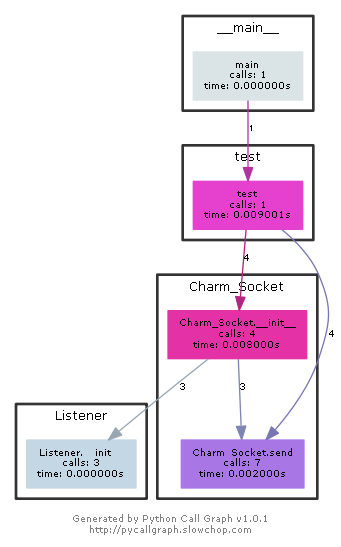 __main__
main
calls: 1
time: 0.000000s
1
test
test
calls: 1
time: 0.009001s
4
Charm_Socket
Charm_Socket.__init__
calls: 4
time: 0.008000s
4
3
3
Listener
Listener.__init__
calls: 3
time: 0.000000s
Charm_Socket.send
calls: 7
time: 0.002000s
Generated by Python Call Graph v1.0.1
http://pycallgraph.slowchop.com